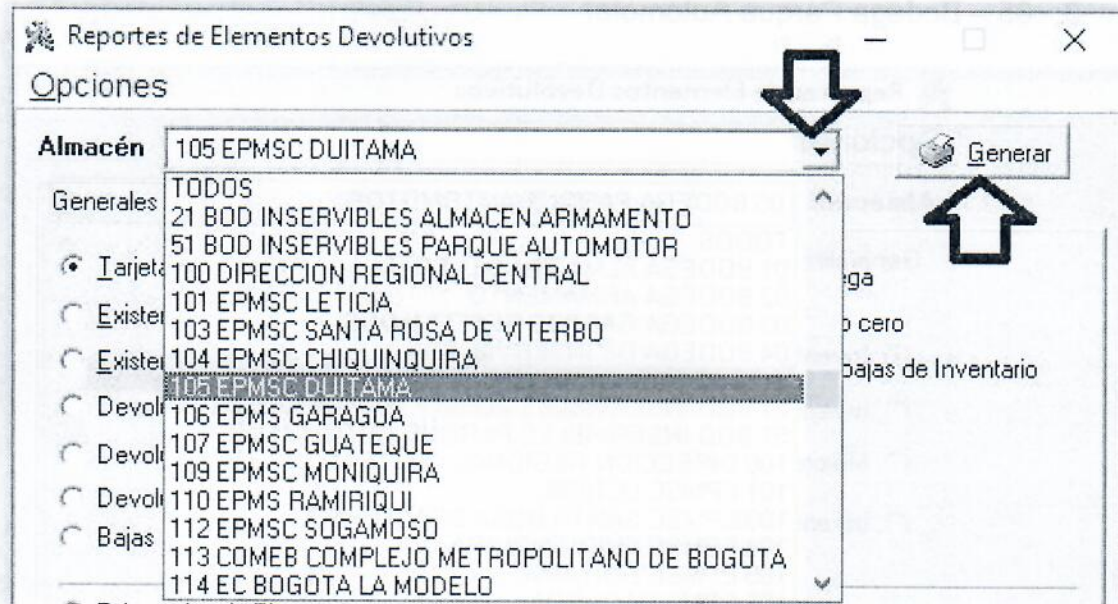 Reportes de Elementos Devolutivos
Opciones
Almacén 105 EPMSC DUITAMA Generar
Generales
TODOS
21 BOD INSERVIBLES ALMACEN ARMAMENTO
51 BOD INSERVIBLES PARQUE AUTOMOTOR
100 DIRECCION REGIONAL CENTRAL
101 EPMSC LETICIA
103 EPMSC SANTA ROSA DE VITERBO
104 EPMSC CHIQUINQUIRA
105 EPMSC DUITAMA
106 EPMS GARAGOA
107 EPMSC GUATEQUE
109 EPMSC MONIQUIRA
110 EPMS RAMIRIQUI
112 EPMSC SOGAMOSO
113 COMEB COMPLEJO METROPOLITANO DE BOGOTA
114 EC BOGOTA LA MODELO
Tarjeta
Existe
Existe
Devol
Devol
Devol
Bajas
ga
o cero
bajas de Inventario